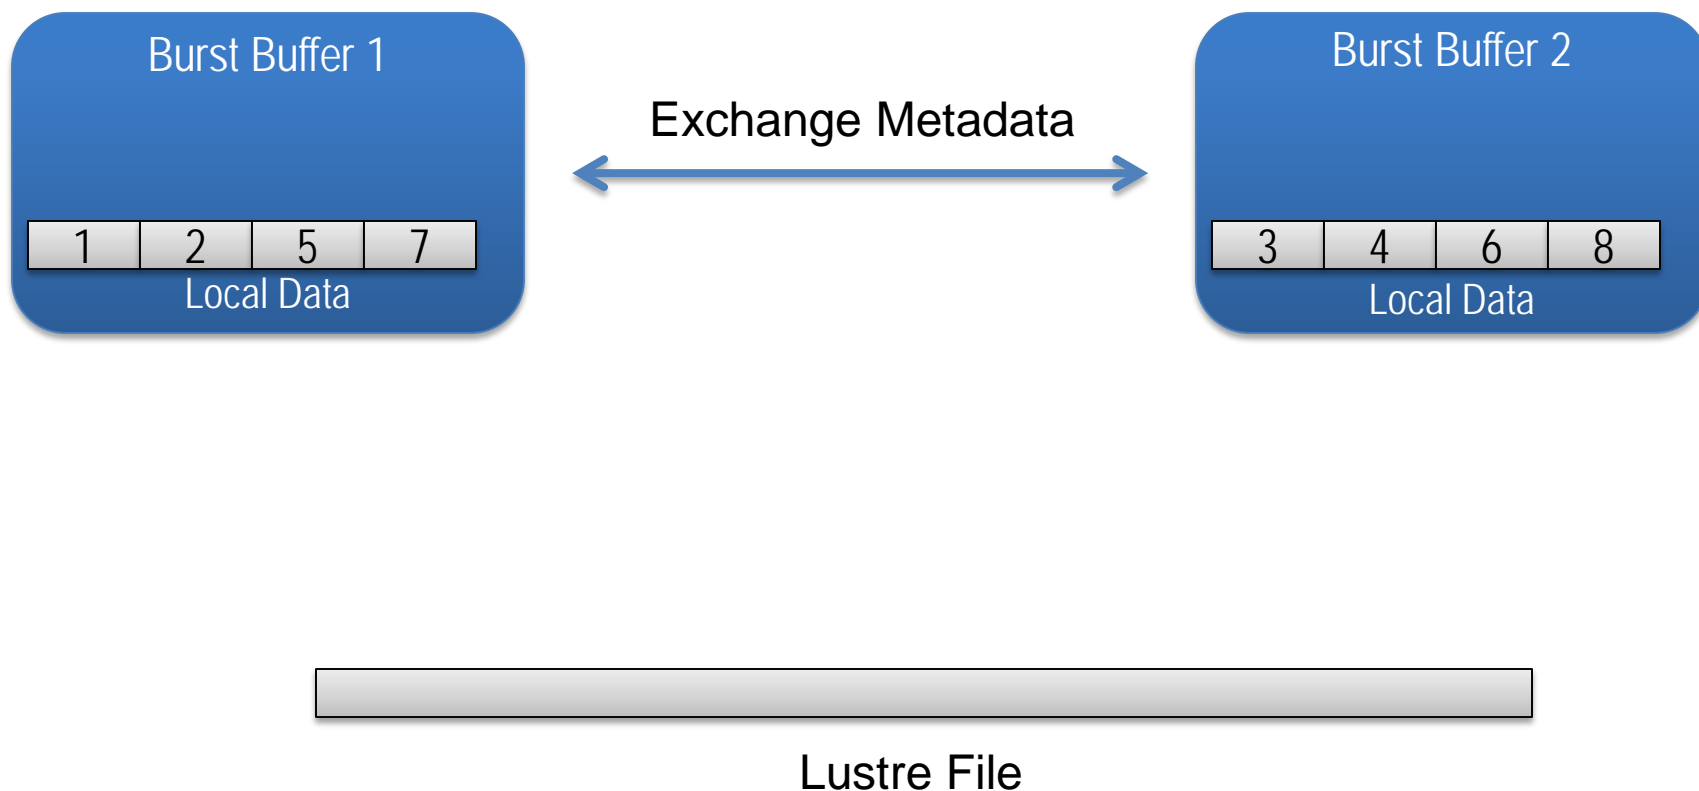 Burst Buffer 1
Burst Buffer 2
Exchange Metadata
1 2 5 7
3 4 6 8
Local Data
Local Data
Lustre File